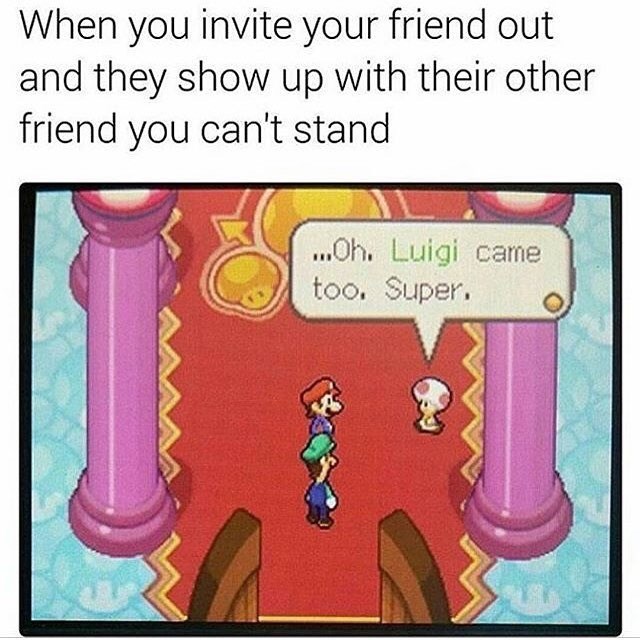 When you invite your friend out
and they show up with their other
friend you can't stand
...Oh. Luigi came
too. Super.